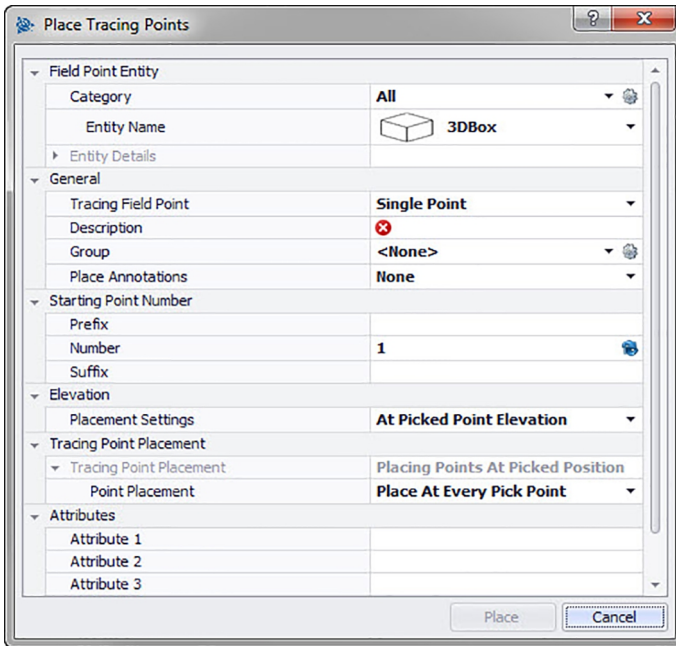 Place Tracing Points
?
Field Point Entity
Category All
Entity Name 3DBox
Entity Details
General
Tracing Field Point Single Point
Description
Group <None>
Place Annotations None
Starting Point Number
Prefix
Number 1
Suffix
Elevation
Placement Settings At Picked Point Elevation
Tracing Point Placement
Tracing Point Placement Placing Points At Picked Position
Point Placement Place At Every Pick Point
Attributes
Attribute 1
Attribute 2
Attribute 3
Place Cancel